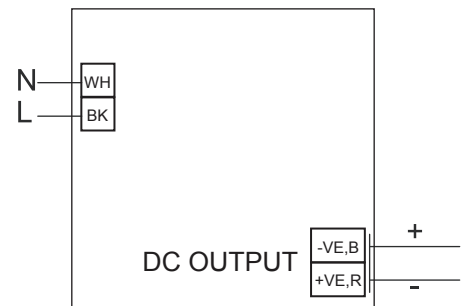 N WH
L BK
-VE,B +
DC OUTPUT
+VE,R -